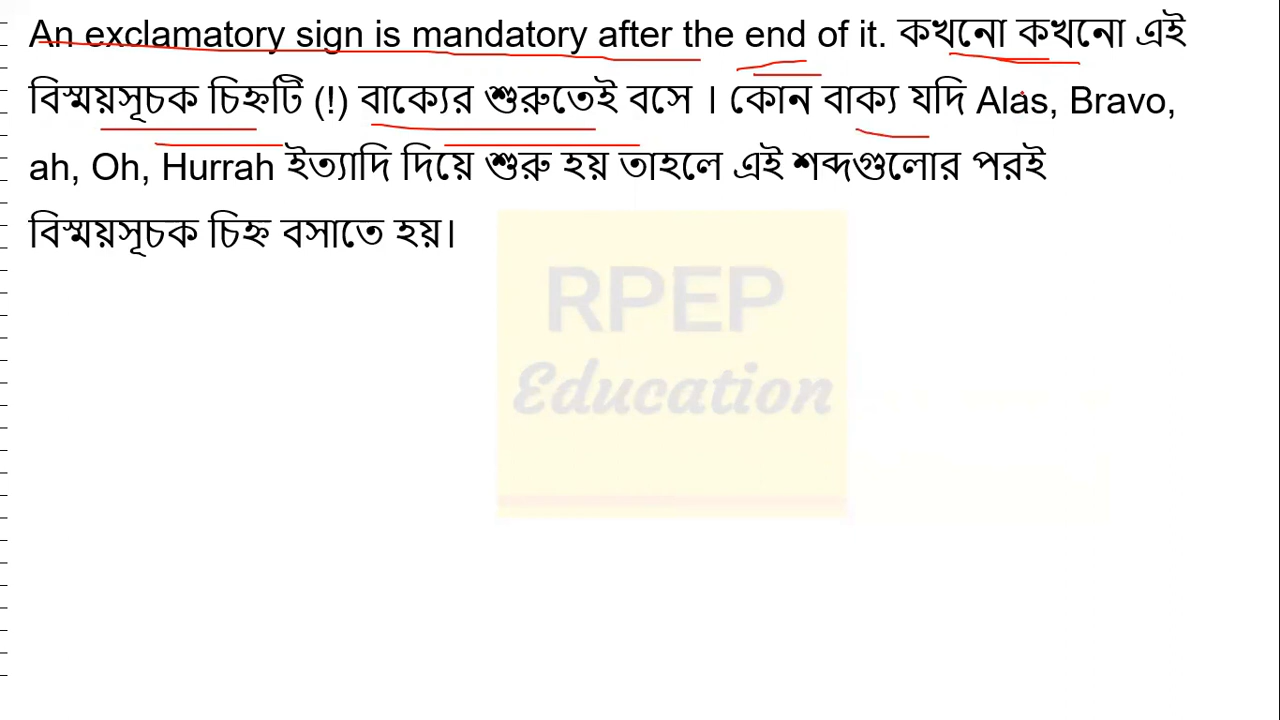 An exclamatory sign is mandatory after the end of it. কখনো কখনো এই
বিস্ময়সূচক চিহ্নটি (!) বাক্যের শুরুতেই বসে । কোন বাক্য যদি Alas, Bravo,
ah, Oh, Hurrah ইত্যাদি দিয়ে শুরু হয় তাহলে এই শব্দগুলোর পরই
বিস্ময়সূচক চিহ্ন বসাতে হয়।
RPEP
Education